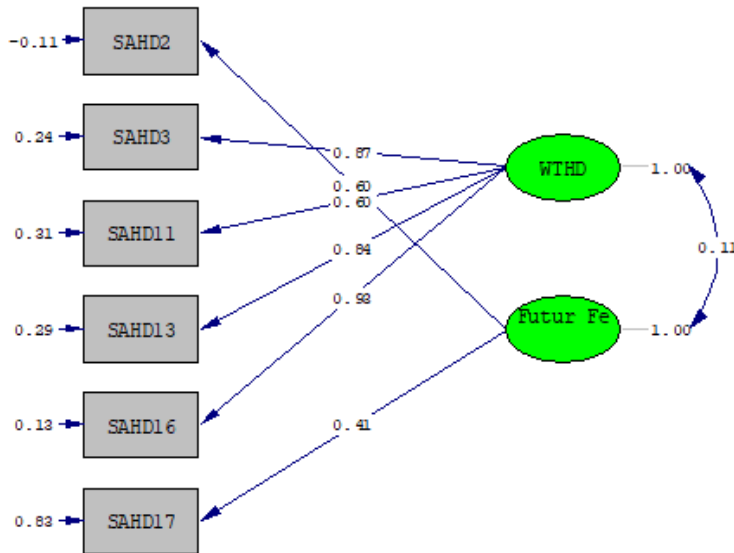 -0.11 SAHD2
0.24 SAHD3
0.87
WTHD 1.00
0.60
0.60
0.31 SAHD11
0.84
0.11
0.93
0.29 SAHD13
Futur Fe 1.00
0.13 SAHD16
0.41
0.83 SAHD17